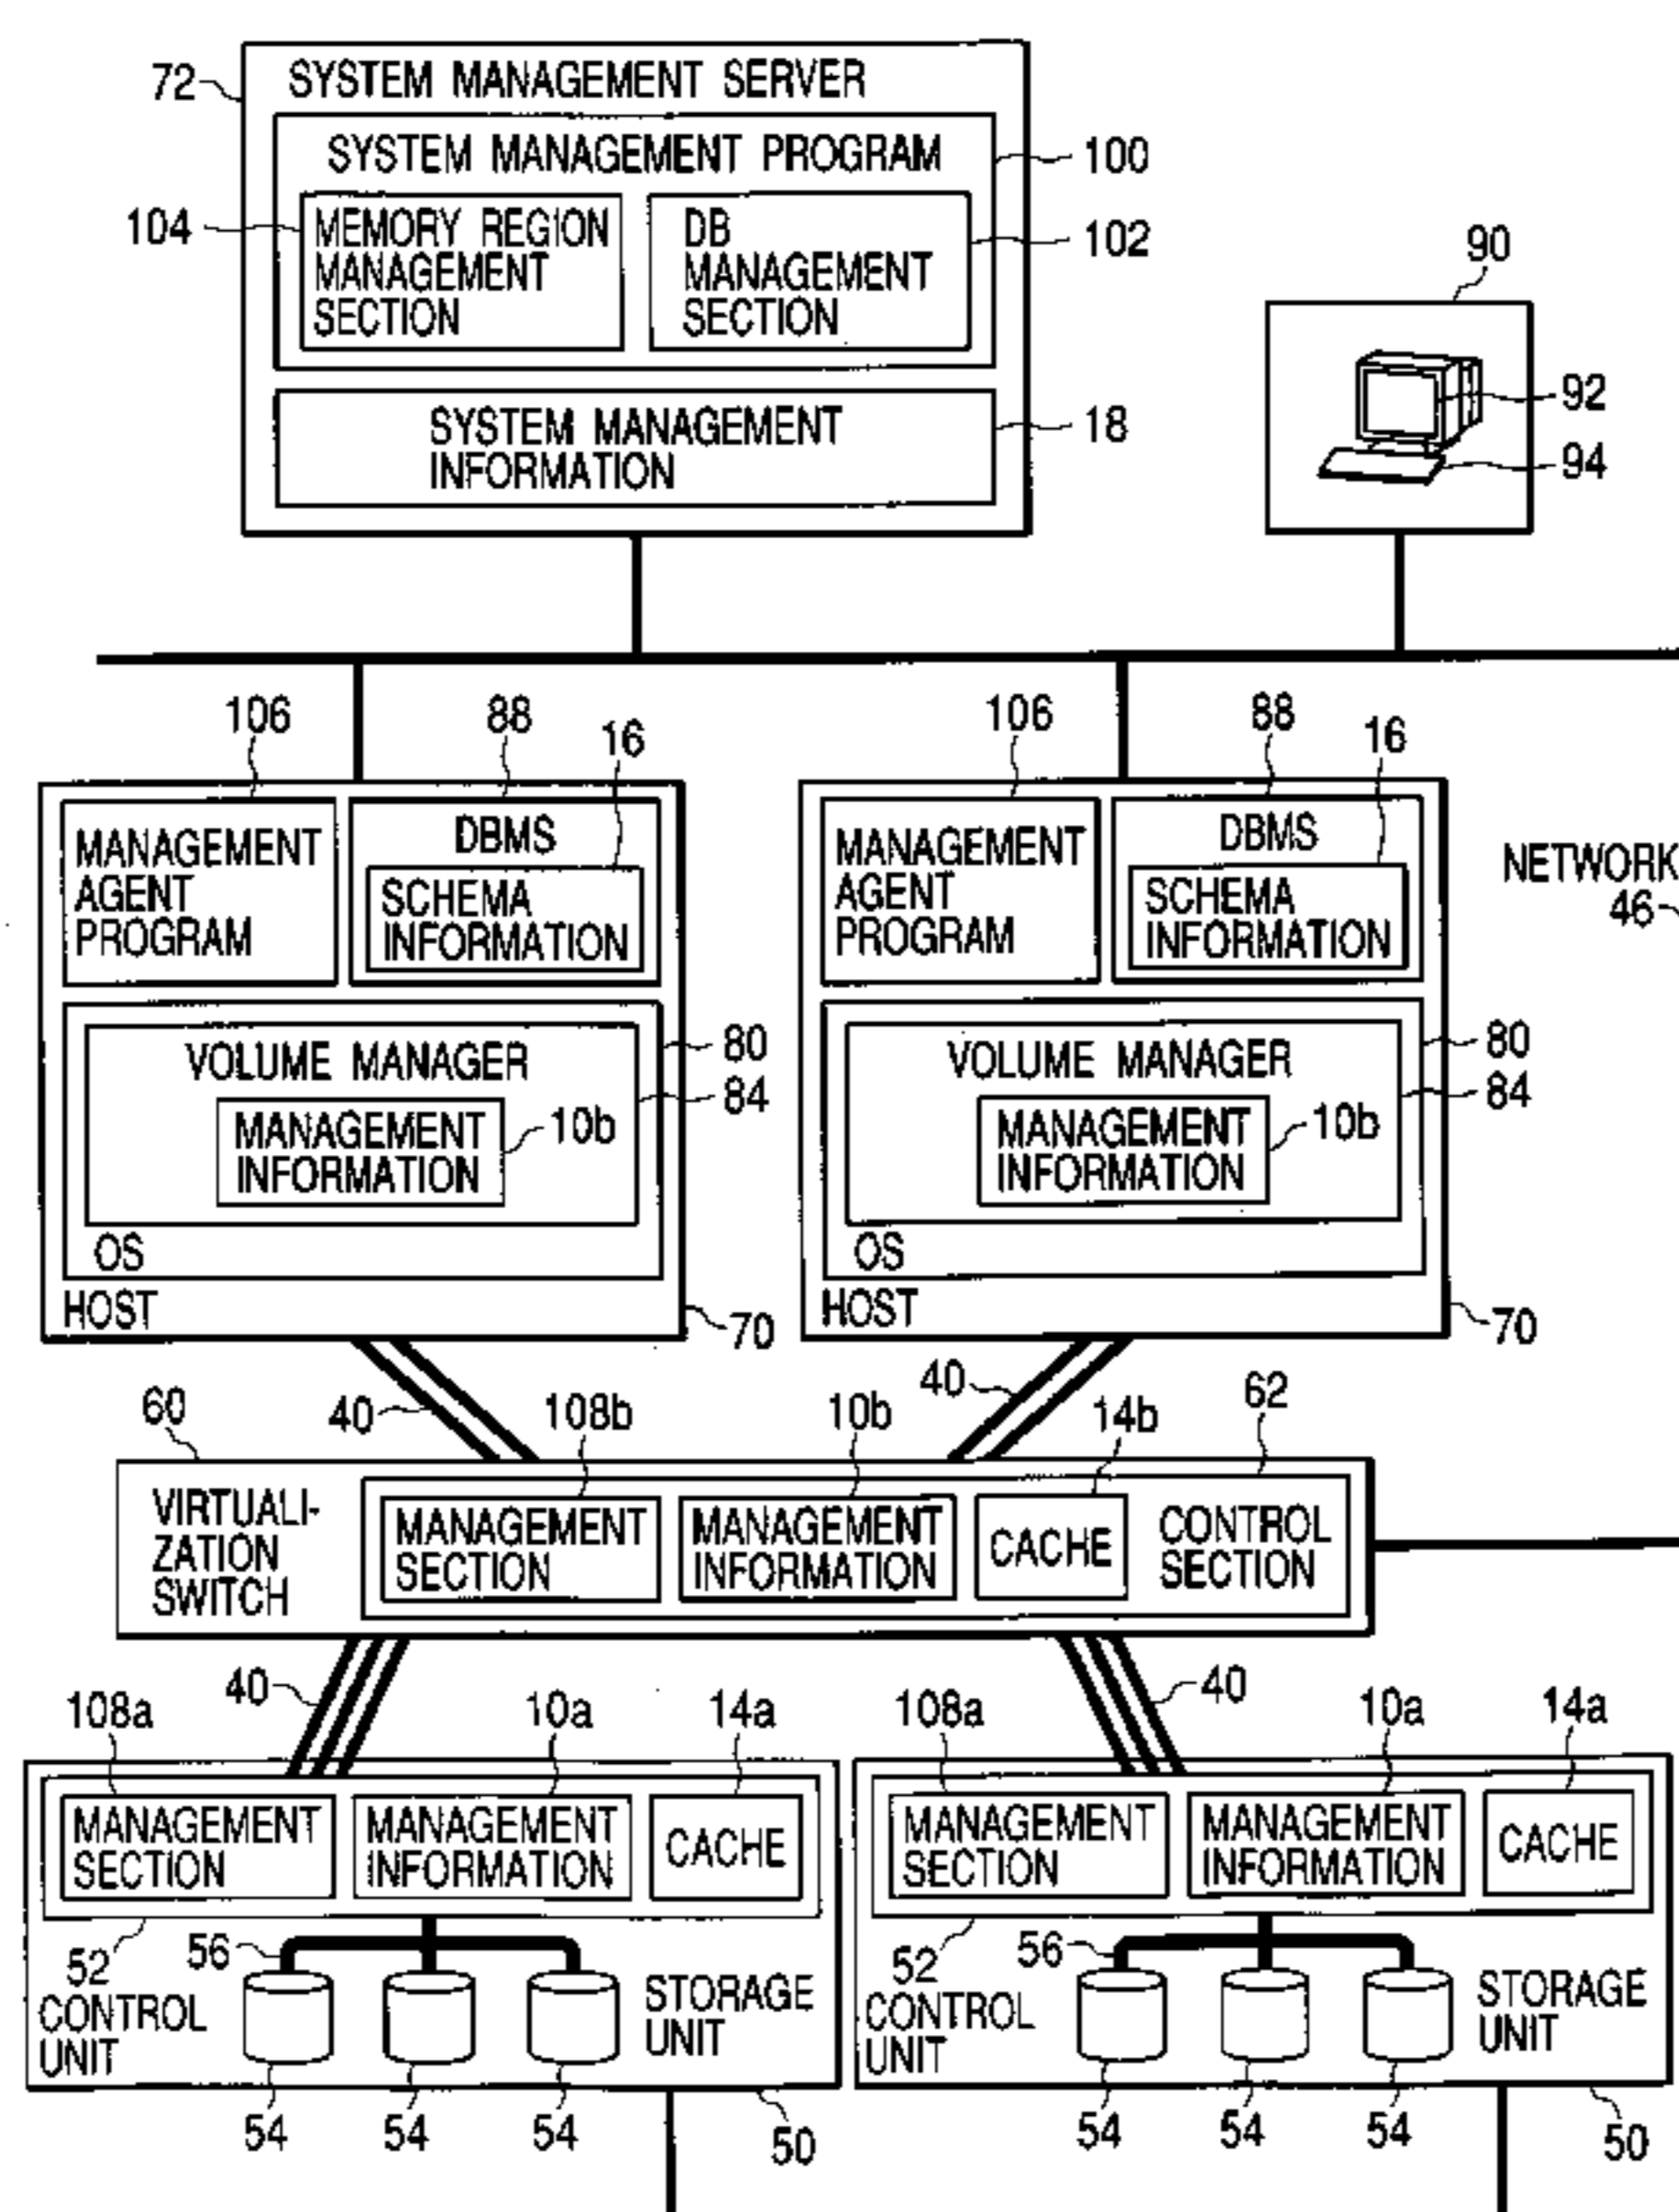 72
SYSTEM MANAGEMENT SERVER
SYSTEM MANAGEMENT PROGRAM
100
104
MEMORY REGION
MANAGEMENT
SECTION
DB
MANAGEMENT
SECTION
102
SYSTEM MANAGEMENT
INFORMATION
18
90
92
94
106
88
16
MANAGEMENT
AGENT
PROGRAM
DBMS
SCHEMA
INFORMATION
VOLUME MANAGER
MANAGEMENT
INFORMATION
10b
80
84
OS
HOST
70
106
88
16
MANAGEMENT
AGENT
PROGRAM
DBMS
SCHEMA
INFORMATION
VOLUME MANAGER
MANAGEMENT
INFORMATION
10b
80
84
OS
HOST
70
NETWORK
46
40
40
60
VIRTUALI-
ZATION
SWITCH
108b
MANAGEMENT
SECTION
10b
MANAGEMENT
INFORMATION
14b
CACHE
62
CONTROL
SECTION
40
40
108a
MANAGEMENT
SECTION
10a
MANAGEMENT
INFORMATION
14a
CACHE
52
CONTROL
UNIT
56
54
54
54
STORAGE
UNIT
50
108a
MANAGEMENT
SECTION
10a
MANAGEMENT
INFORMATION
14a
CACHE
52
CONTROL
UNIT
56
54
54
54
STORAGE
UNIT
50